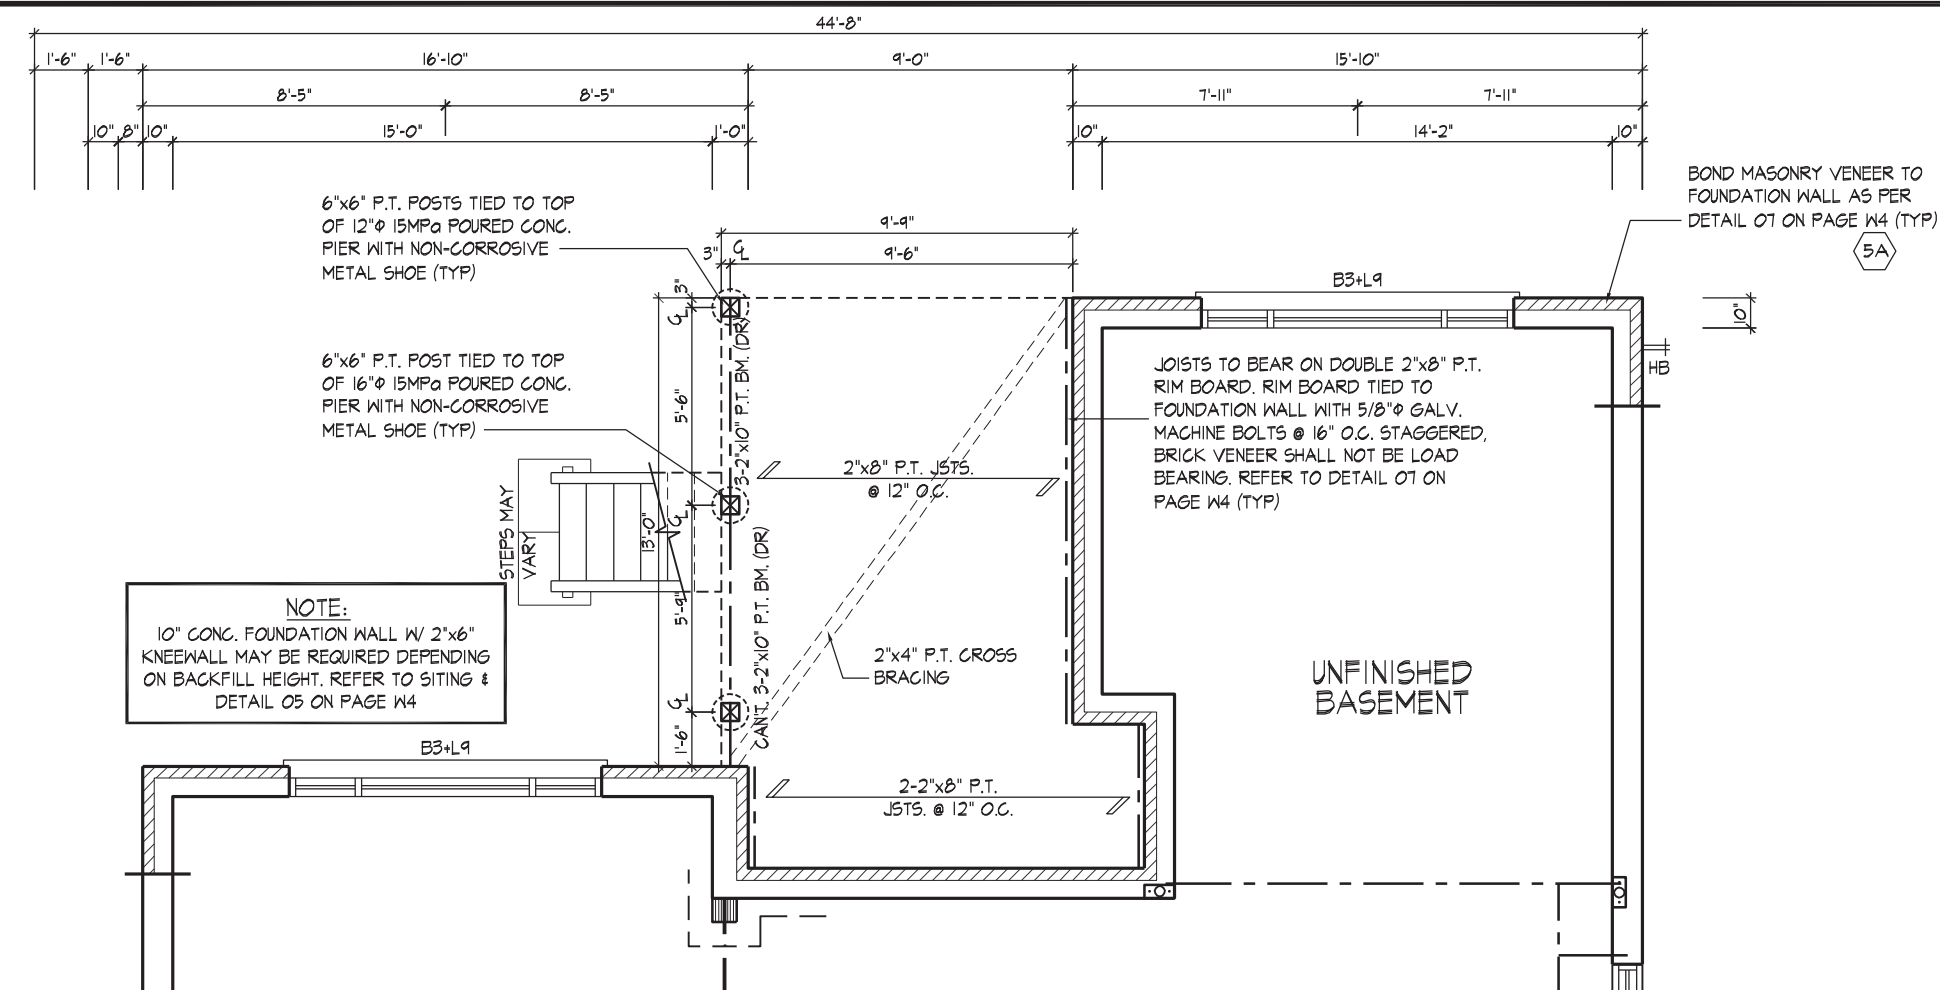 44'-8"
1'-6" 1'-6" 16'-10" 9'-0" 15'-10"
8'-5" 8'-5" 7'-11" 7'-11"
10" 8" 10" 15'-0" 1'-0" 10" 14'-2" 10"
6"x6" P.T. POSTS TIED TO TOP
OF 12"Φ 15MPa POURED CONC.
PIER WITH NON-CORROSIVE
METAL SHOE (TYP)
BOND MASONRY VENEER TO
FOUNDATION WALL AS PER
DETAIL 07 ON PAGE W4 (TYP)
5A
9'-9"
3" CL 9'-6"
3"
CL
B3+L9
10"
HB
6"x6" P.T. POST TIED TO TOP
OF 16"Φ 15MPa POURED CONC.
PIER WITH NON-CORROSIVE
METAL SHOE (TYP)
5'-6"
3-2"x10" P.T. BM. (DR)
JOISTS TO BEAR ON DOUBLE 2"x8" P.T.
RIM BOARD. RIM BOARD TIED TO
FOUNDATION WALL WITH 5/8"Φ GALV.
MACHINE BOLTS @ 16" O.C. STAGGERED,
BRICK VENEER SHALL NOT BE LOAD
BEARING. REFER TO DETAIL 07 ON
PAGE W4 (TYP)
2"x8" P.T. JSTS.
@ 12" O.C.
STEPS MAY
VARY
13'-0"
CL
5'-9"
CANT. 3-2"x10" P.T. BM. (DR)
NOTE:
10" CONC. FOUNDATION WALL W/ 2"x6"
KNEEWALL MAY BE REQUIRED DEPENDING
ON BACKFILL HEIGHT. REFER TO SITING &
DETAIL 05 ON PAGE W4
2"x4" P.T. CROSS
BRACING
UNFINISHED
BASEMENT
CL
1'-6"
B3+L9
2-2"x8" P.T.
JSTS. @ 12" O.C.